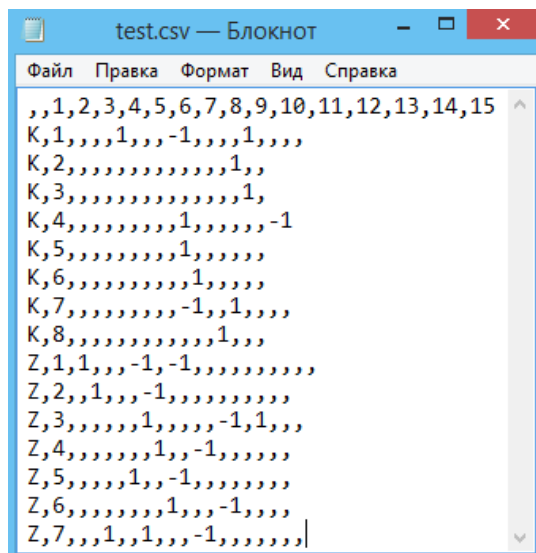 test.csv — Блокнот
Файл Правка Формат Вид Справка
,,1,2,3,4,5,6,7,8,9,10,11,12,13,14,15
K,1,,,,1,,,-1,,,,1,,,,
K,2,,,,,,,,,,,,,1,,
K,3,,,,,,,,,,,,,,1,
K,4,,,,,,,,,1,,,,,,-1
K,5,,,,,,,,,1,,,,,,
K,6,,,,,,,,,,1,,,,,
K,7,,,,,,,,,-1,,1,,,,
K,8,,,,,,,,,,,,1,,,
Z,1,1,,,-1,-1,,,,,,,,,,
Z,2,,1,,,-1,,,,,,,,,,
Z,3,,,,,,1,,,,,-1,1,,,
Z,4,,,,,,,1,,-1,,,,,,
Z,5,,,,,1,,-1,,,,,,,,
Z,6,,,,,,,,1,,,-1,,,,
Z,7,,,1,,1,,,-1,,,,,,,